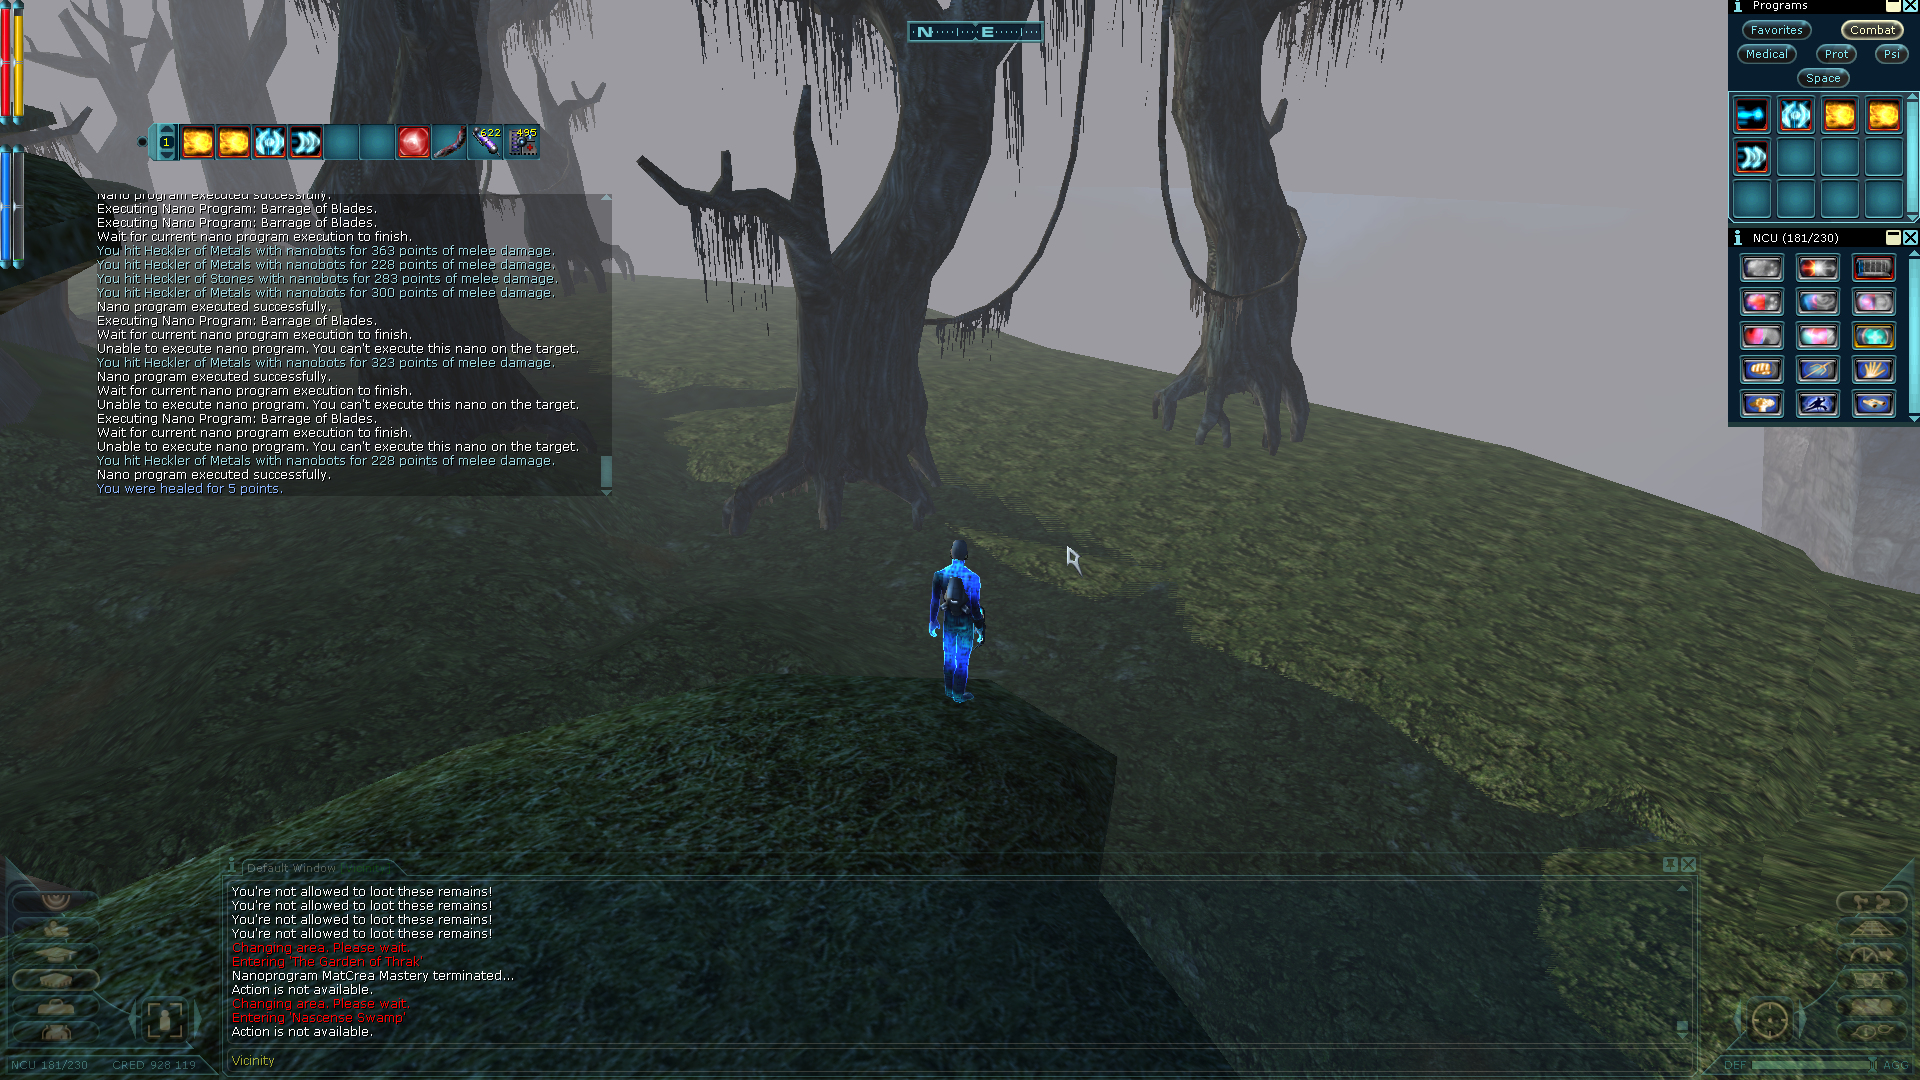 N E
1
622
495
Nano program executed successfully.
Executing Nano Program: Barrage of Blades.
Executing Nano Program: Barrage of Blades.
Wait for current nano program execution to finish.
You hit Heckler of Metals with nanobots for 363 points of melee damage.
You hit Heckler of Metals with nanobots for 228 points of melee damage.
You hit Heckler of Stones with nanobots for 283 points of melee damage.
You hit Heckler of Metals with nanobots for 300 points of melee damage.
Nano program executed successfully.
Executing Nano Program: Barrage of Blades.
Wait for current nano program execution to finish.
Unable to execute nano program. You can't execute this nano on the target.
You hit Heckler of Metals with nanobots for 323 points of melee damage.
Nano program executed successfully.
Wait for current nano program execution to finish.
Unable to execute nano program. You can't execute this nano on the target.
Executing Nano Program: Barrage of Blades.
Wait for current nano program execution to finish.
Unable to execute nano program. You can't execute this nano on the target.
You hit Heckler of Metals with nanobots for 228 points of melee damage.
Nano program executed successfully.
You were healed for 5 points.
Programs
Favorites
Combat
Medical
Prot
Psi
Space
NCU (181/230)
Default Window
You're not allowed to loot these remains!
You're not allowed to loot these remains!
You're not allowed to loot these remains!
You're not allowed to loot these remains!
Changing area. Please wait.
Entering 'The Garden of Thrak'
Nanoprogram MatCrea Mastery terminated...
Action is not available.
Changing area. Please wait.
Entering 'Nascense Swamp'
Action is not available.
Vicinity
NCU 181/230
CRED 928 119
DEF
AGG